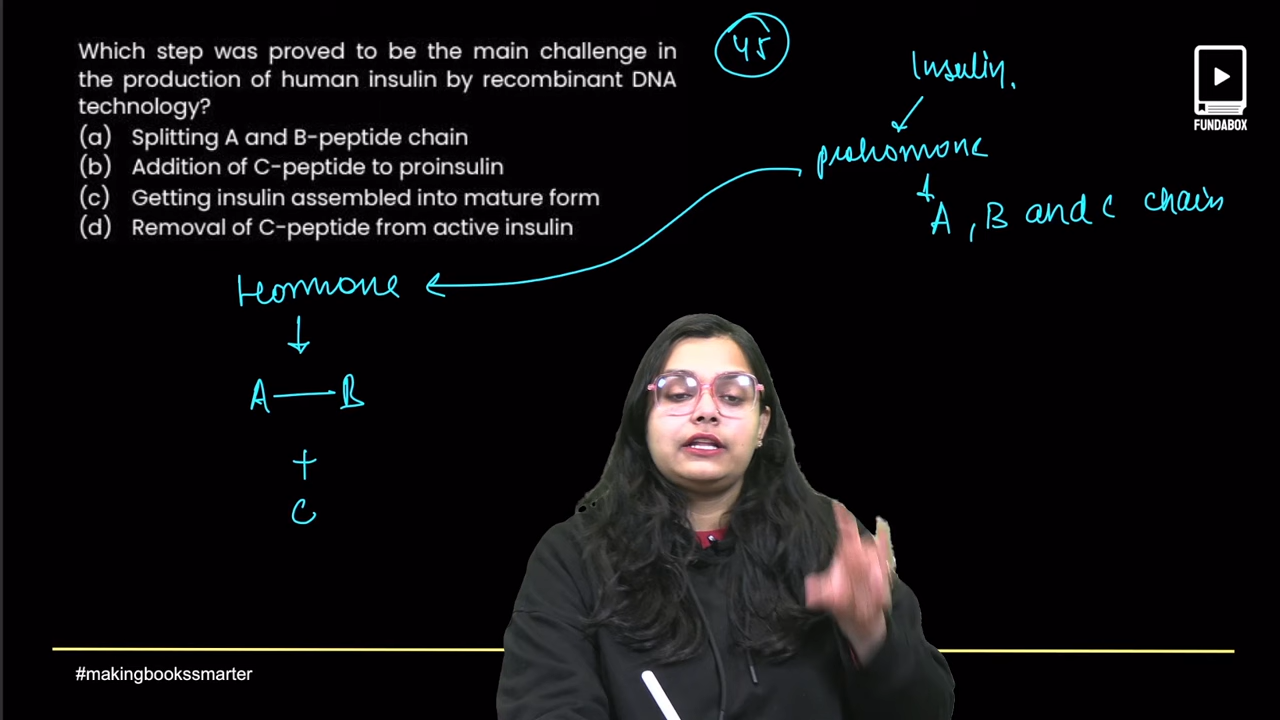 Which step was proved to be the main challenge in
the production of human insulin by recombinant DNA
technology?
(a) Splitting A and B-peptide chain
(b) Addition of C-peptide to proinsulin
(c) Getting insulin assembled into mature form
(d) Removal of C-peptide from active insulin
45
Insulin.
prohormone
A, B and C chain
Hormone
A — B
+
C
FUNDABOX
#makingbookssmarter